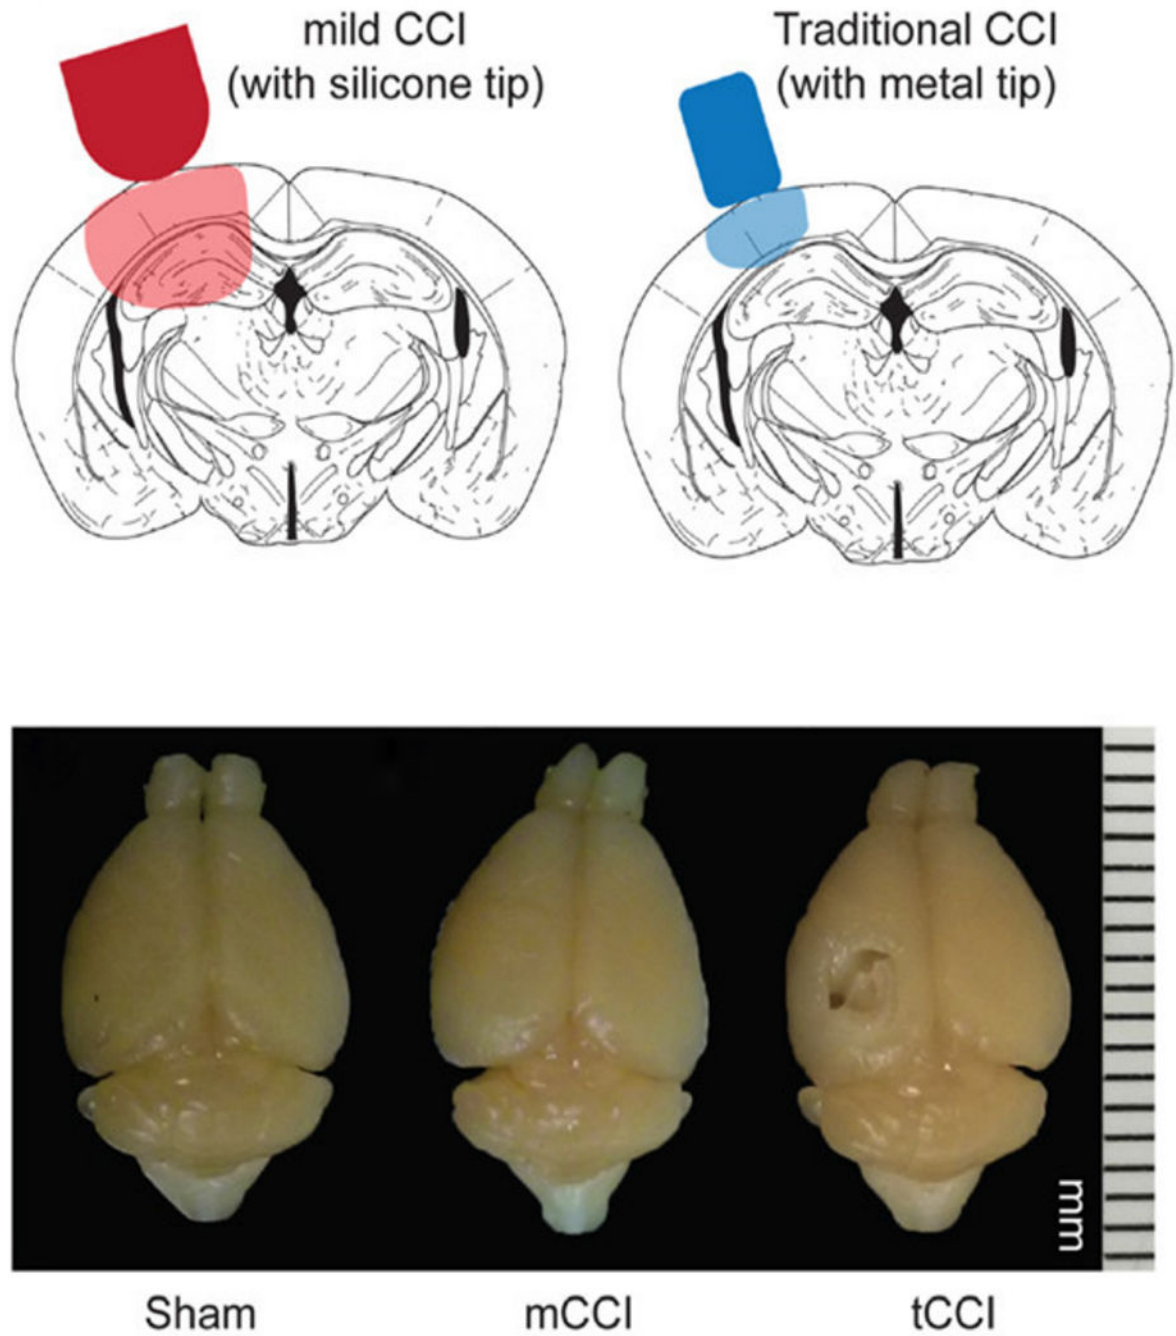 mild CCI
(with silicone tip)
Traditional CCI
(with metal tip)
mm
Sham
mCCI
tCCI